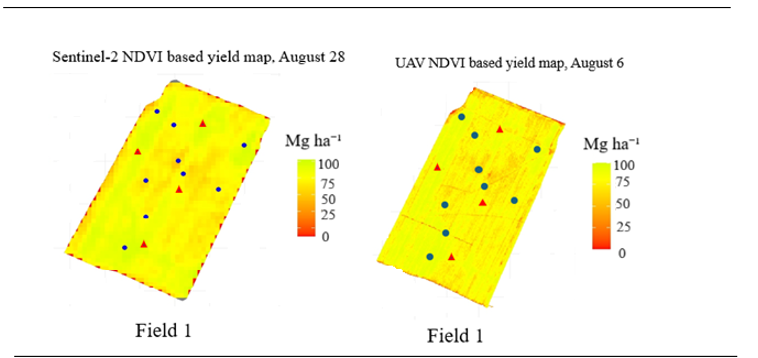 Sentinel-2 NDVI based yield map, August 28
Mg ha⁻¹
100
75
50
25
0
Field 1
UAV NDVI based yield map, August 6
Mg ha⁻¹
100
75
50
25
0
Field 1